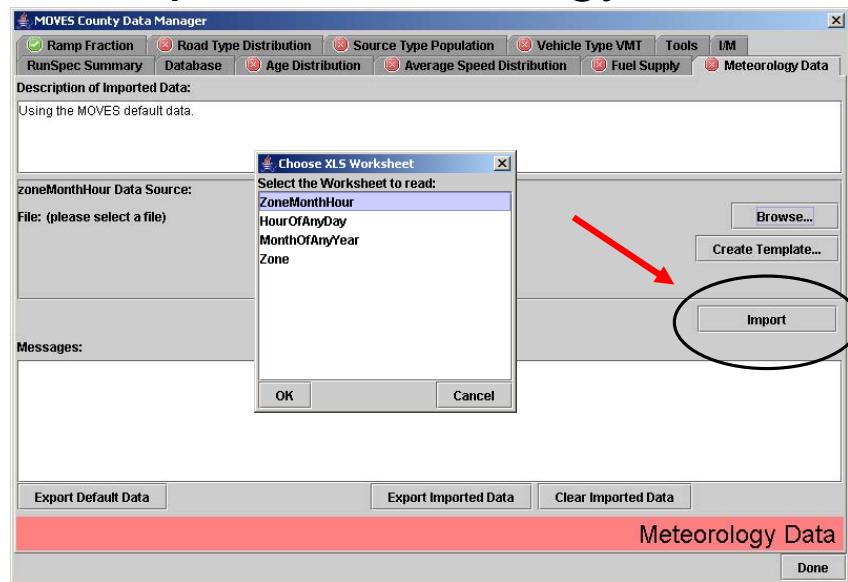 MOVES County Data Manager
Ramp Fraction Road Type Distribution Source Type Population Vehicle Type VMT Tools I/M
RunSpec Summary Database Age Distribution Average Speed Distribution Fuel Supply Meteorology Data
Description of Imported Data:
Using the MOVES default data.
Choose XLS Worksheet
Select the Worksheet to read:
ZoneMonthHour
HourOfAnyDay
MonthOfAnyYear
Zone
OK Cancel
zoneMonthHour Data Source:
File: (please select a file)
Browse...
Create Template...
Import
Messages:
Export Default Data Export Imported Data Clear Imported Data
Meteorology Data
Done